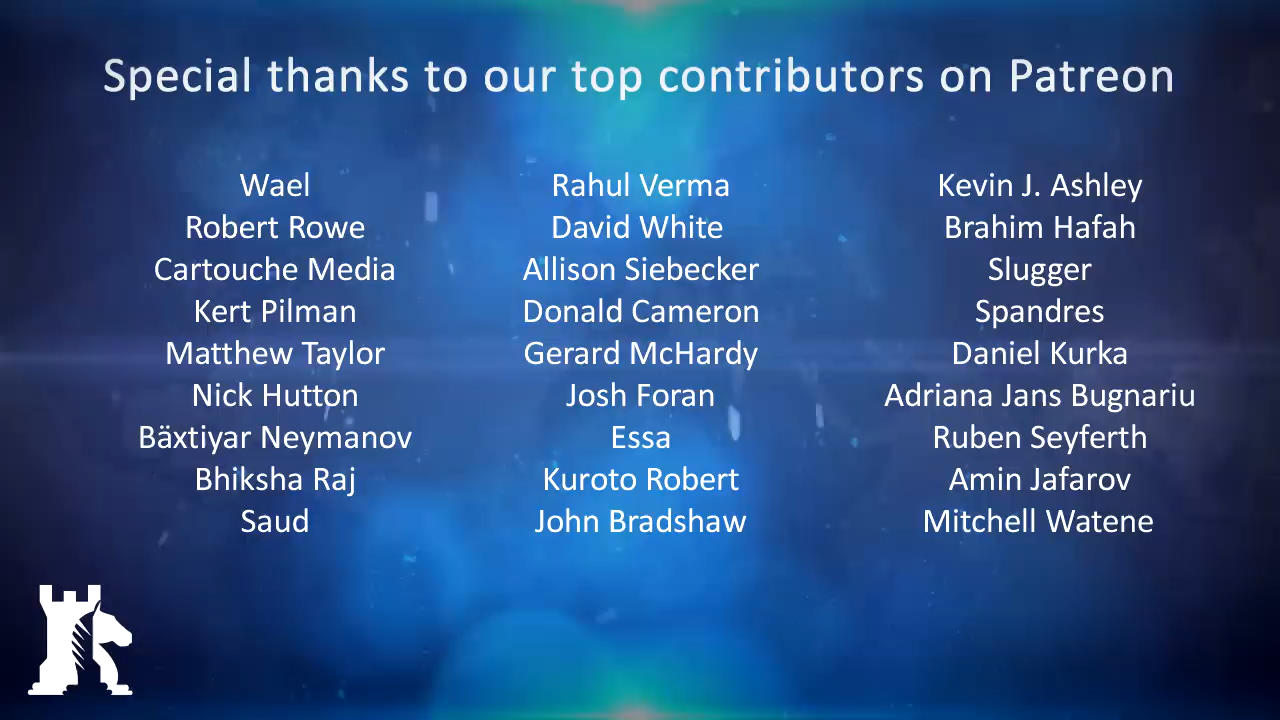 Special thanks to our top contributors on Patreon
Wael
Robert Rowe
Cartouche Media
Kert Pilman
Matthew Taylor
Nick Hutton
Bäxtiyar Neymanov
Bhiksha Raj
Saud
Rahul Verma
David White
Allison Siebecker
Donald Cameron
Gerard McHardy
Josh Foran
Essa
Kuroto Robert
John Bradshaw
Kevin J. Ashley
Brahim Hafah
Slugger
Spandres
Daniel Kurka
Adriana Jans Bugnariu
Ruben Seyferth
Amin Jafarov
Mitchell Watene